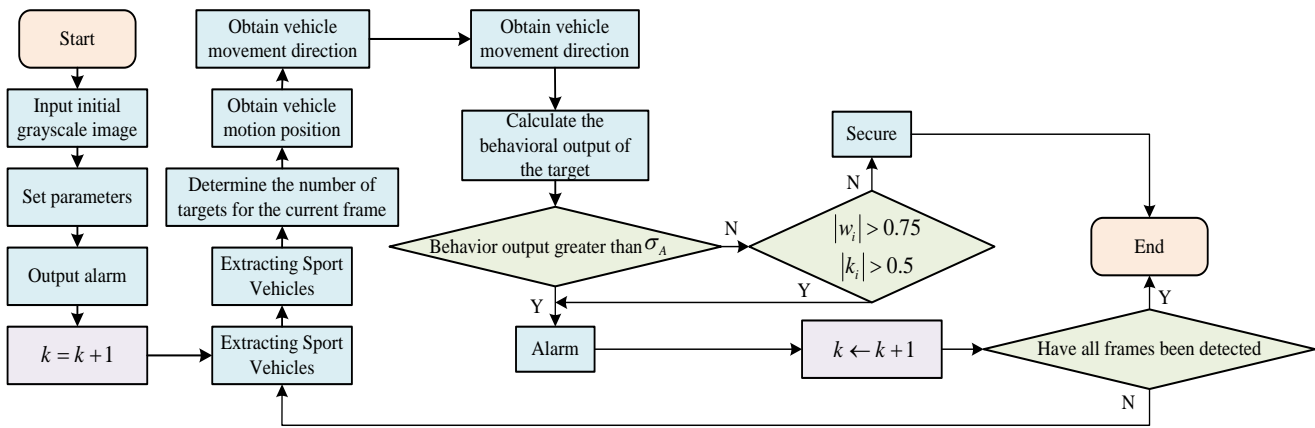 Start
Input initial
grayscale image
Set parameters
Output alarm
k = k + 1
Extracting Sport
Vehicles
Extracting Sport
Vehicles
Determine the number of
targets for the current frame
Obtain vehicle
motion position
Obtain vehicle
movement direction
Obtain vehicle
movement direction
Calculate the
behavioral output of
the target
Behavior output greater than σ_A
N
Y
|w_i| > 0.75
|k_i| > 0.5
N
Y
Secure
Alarm
k ← k + 1
Have all frames been detected
Y
N
End